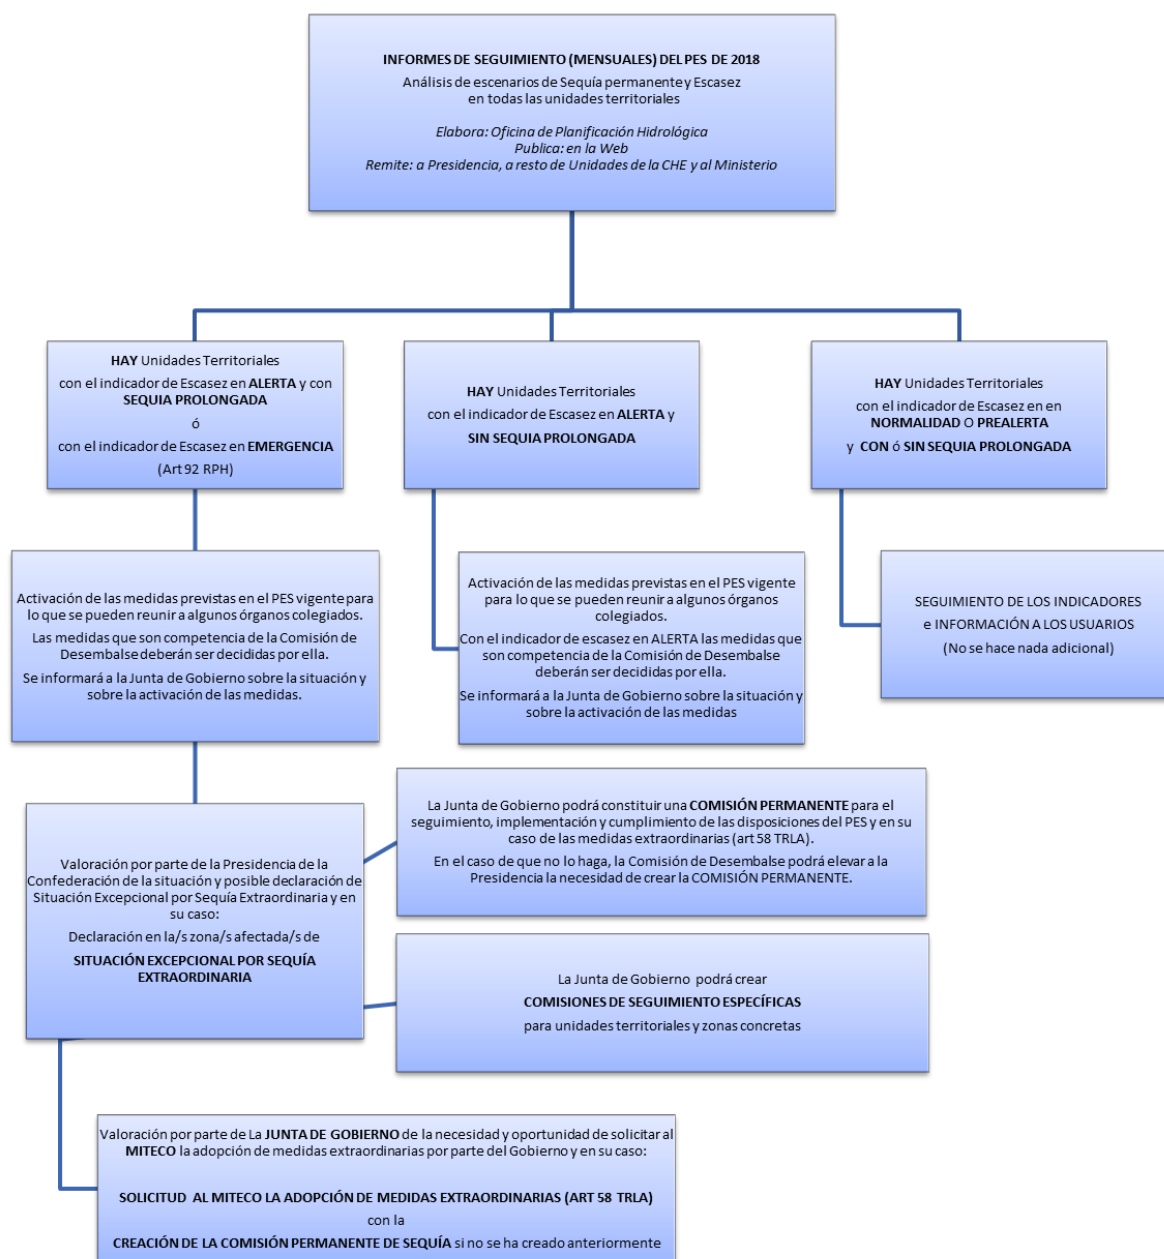 INFORMES DE SEGUIMIENTO (MENSUALES) DEL PES DE 2018
Análisis de escenarios de Sequía permanente y Escasez
en todas las unidades territoriales
Elabora: Oficina de Planificación Hidrológica
Publica: en la Web
Remite: a Presidencia, a resto de Unidades de la CHE y al Ministerio
HAY Unidades Territoriales
con el indicador de Escasez en ALERTA y con
SEQUIA PROLONGADA
ó
con el indicador de Escasez en EMERGENCIA
(Art 92 RPH)
HAY Unidades Territoriales
con el indicador de Escasez en ALERTA y
SIN SEQUIA PROLONGADA
HAY Unidades Territoriales
con el indicador de Escasez en en
NORMALIDAD O PREALERTA
y CON ó SIN SEQUIA PROLONGADA
Activación de las medidas previstas en el PES vigente para
lo que se pueden reunir a algunos órganos colegiados.
Las medidas que son competencia de la Comisión de
Desembalse deberán ser decididas por ella.
Se informará a la Junta de Gobierno sobre la situación y
sobre la activación de las medidas.
Activación de las medidas previstas en el PES vigente
para lo que se pueden reunir a algunos órganos
colegiados.
Con el indicador de escasez en ALERTA las medidas que
son competencia de la Comisión de Desembalse
deberán ser decididas por ella.
Se informará a la Junta de Gobierno sobre la situación y
sobre la activación de las medidas
SEGUIMIENTO DE LOS INDICADORES
e INFORMACIÓN A LOS USUARIOS
(No se hace nada adicional)
Valoración por parte de la Presidencia de la
Confederación de la situación y posible declaración de
Situación Excepcional por Sequía Extraordinaria y en
su caso:
Declaración en la/s zona/s afectada/s de
SITUACIÓN EXCEPCIONAL POR SEQUÍA
EXTRAORDINARIA
La Junta de Gobierno podrá constituir una COMISIÓN PERMANENTE para el
seguimiento, implementación y cumplimiento de las disposiciones del PES y en su
caso de las medidas extraordinarias (art 58 TRLA).
En el caso de que no lo haga, la Comisión de Desembalse podrá elevar a la
Presidencia la necesidad de crear la COMISIÓN PERMANENTE.
La Junta de Gobierno podrá crear
COMISIONES DE SEGUIMIENTO ESPECÍFICAS
para unidades territoriales y zonas concretas
Valoración por parte de La JUNTA DE GOBIERNO de la necesidad y oportunidad de solicitar al
MITECO la adopción de medidas extraordinarias por parte del Gobierno y en su caso:
SOLICITUD AL MITECO LA ADOPCIÓN DE MEDIDAS EXTRAORDINARIAS (ART 58 TRLA)
con la
CREACIÓN DE LA COMISIÓN PERMANENTE DE SEQUÍA si no se ha creado anteriormente